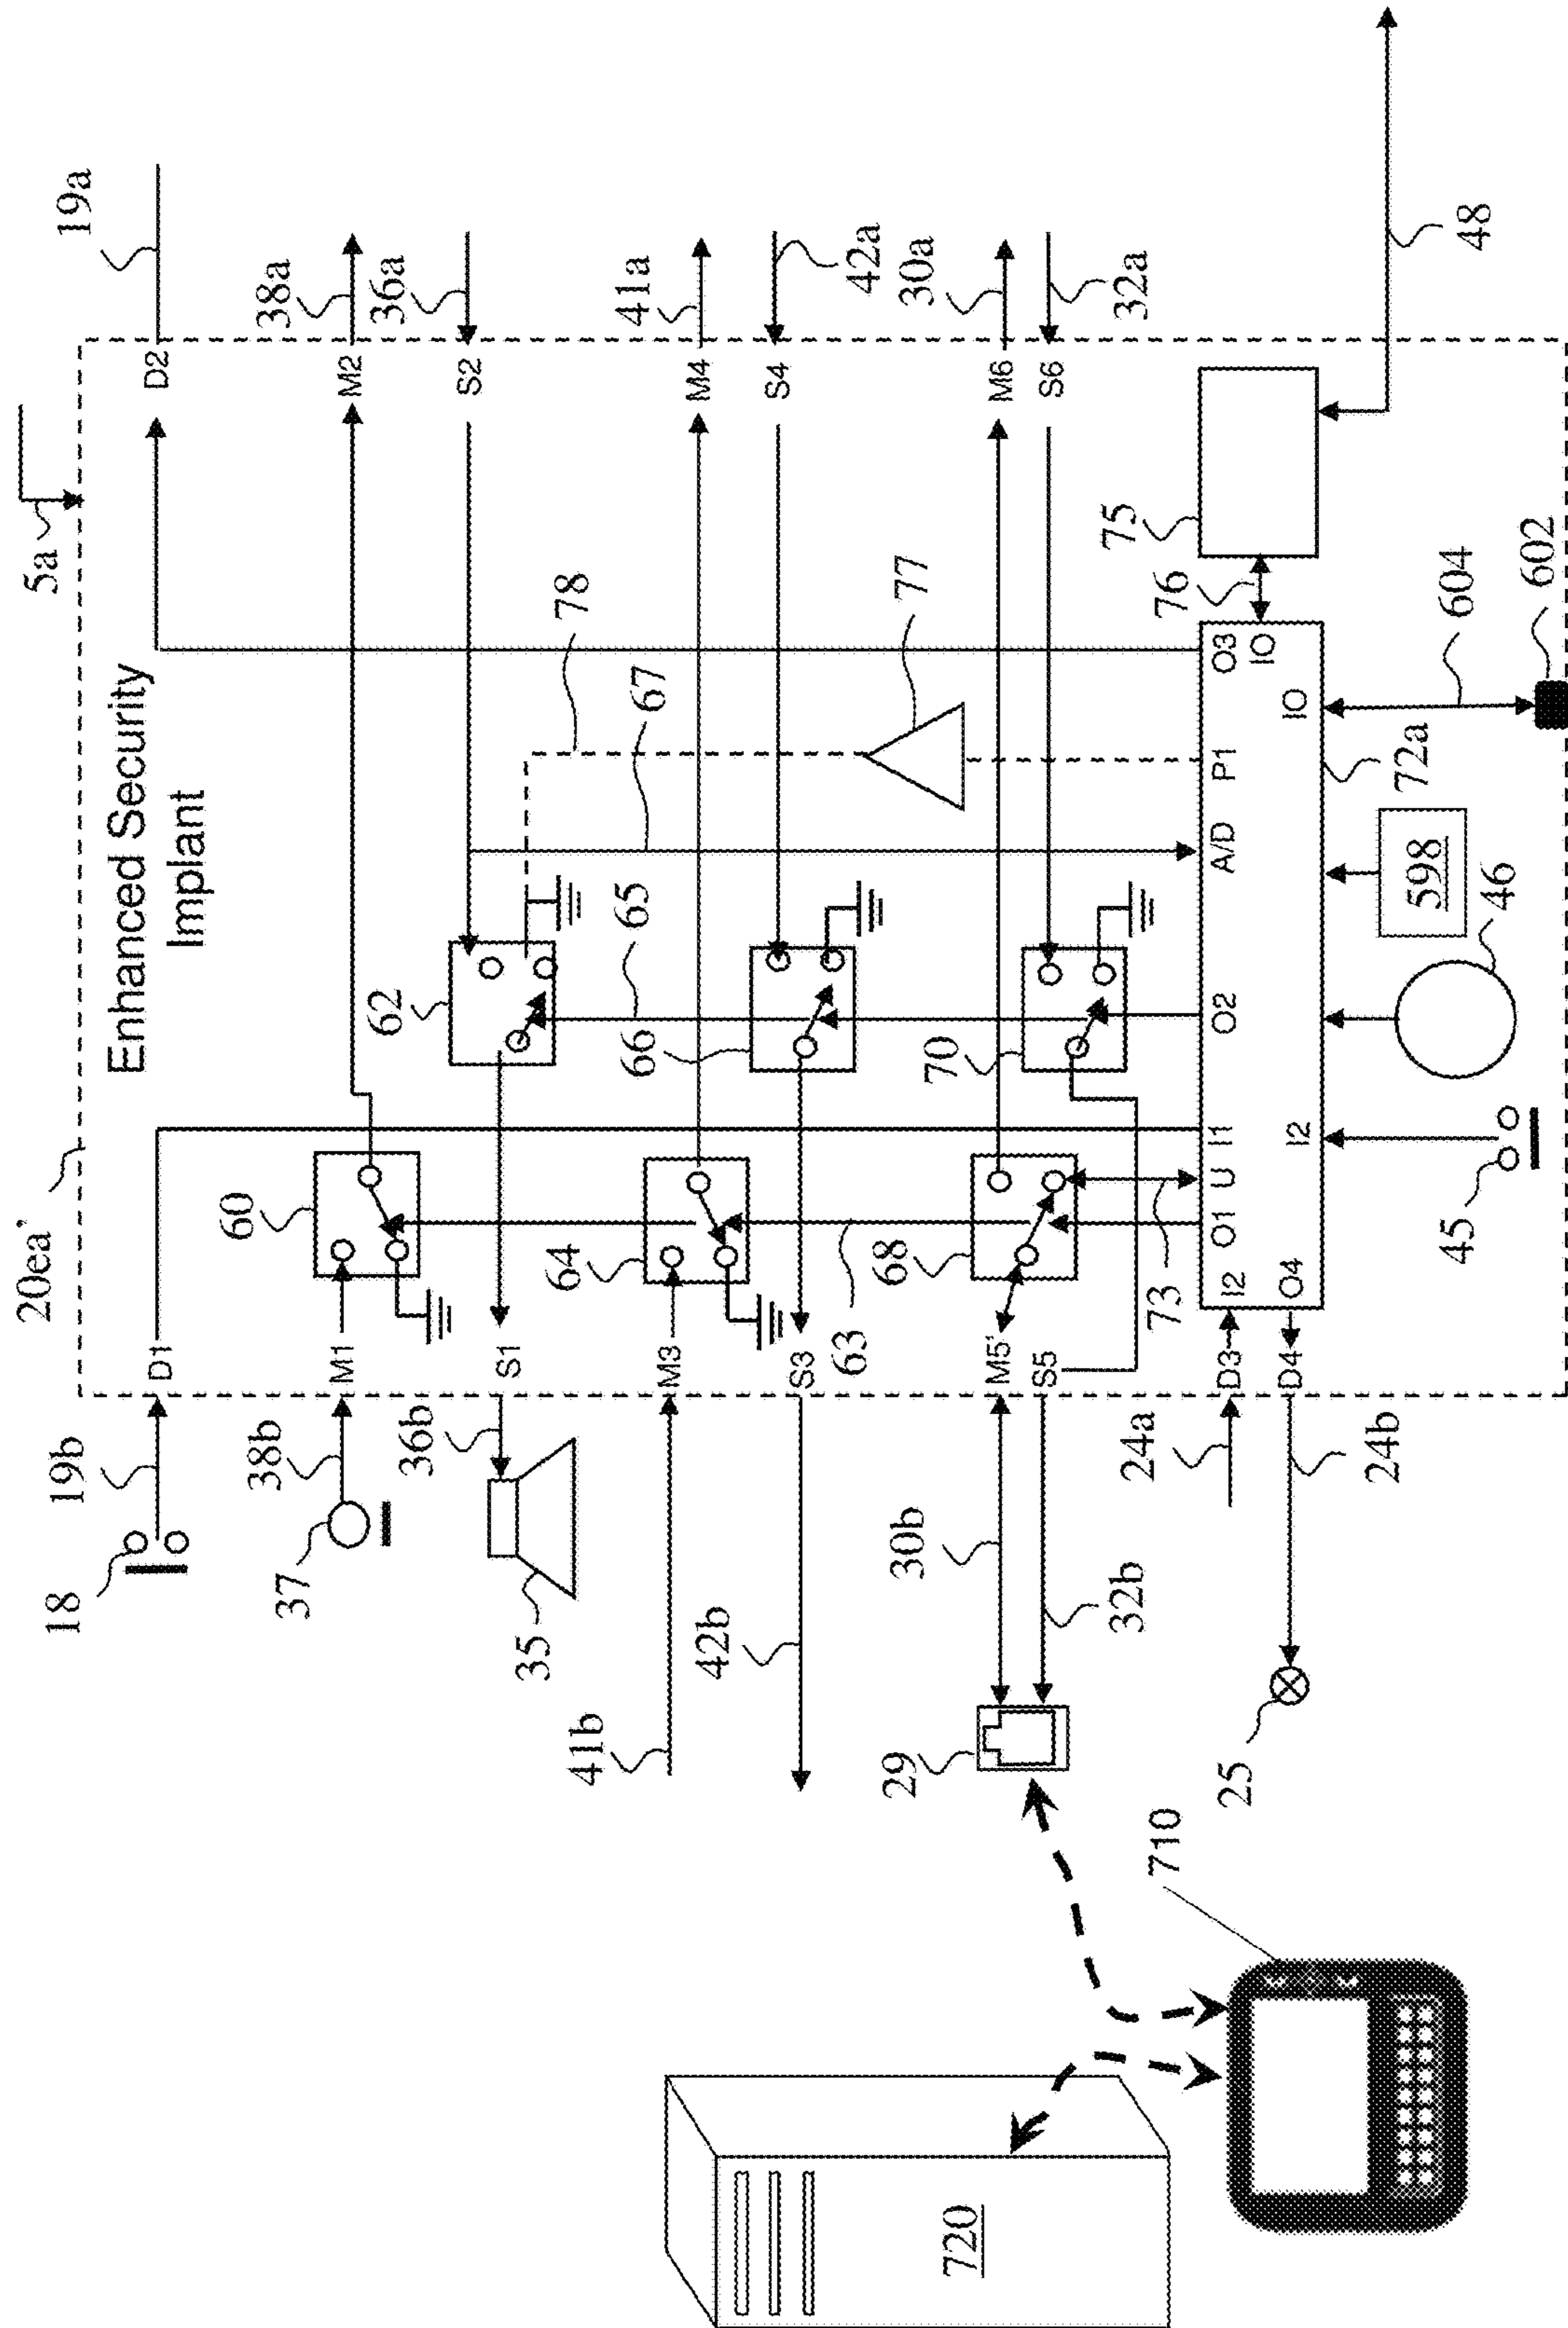 5a
20ea'
Enhanced Security
Implant
19a
38a
36a
41a
42a
30a
32a
48
D2
M2
S2
M4
S4
M6
S6
78
67
77
75
76
604
602
62
65
66
70
60
64
63
68
73
O3
IO
IO
P1
A/D
O2
I1
U
O1
I2
I2
O4
72a
598
46
45
D1
M1
S1
M3
S3
M5'
S5
D3
D4
19b
18
38b
37
36b
35
41b
42b
30b
32b
29
24a
24b
25
710
720